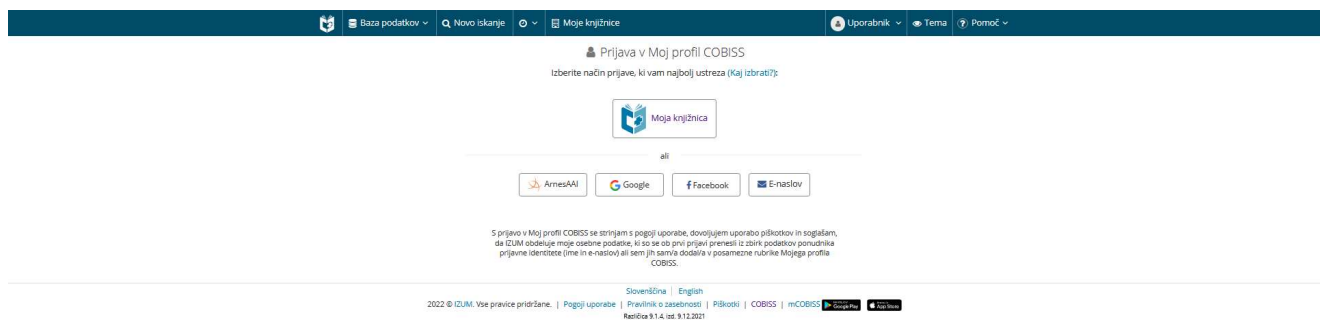 Baza podatkov Novo iskanje Moje knjižnice Uporabnik Tema Pomoč
Prijava v Moj profil COBISS
Izberite način prijave, ki vam najbolj ustreza (Kaj izbrati?):
Moja knjižnica
ali
ArnesAAI Google Facebook E-naslov
S prijavo v Moj profil COBISS se strinjam s pogoji uporabe, dovoljujem uporabo piškotkov in soglašam,
da IZUM obdeluje moje osebne podatke, ki so se ob prvi prijavi prenesli iz zbirk podatkov ponudnika
prijavne identitete (ime in e-naslov) ali sem jih sam/a dodal/a v posamezne rubrike Mojega profila
COBISS.
Slovenščina | English
2022 © IZUM. Vse pravice pridržane. | Pogoji uporabe | Pravilnik o zasebnosti | Piškotki | COBISS | mCOBISS Google Play App Store
Različica 9.1.4, izd. 9.12.2021